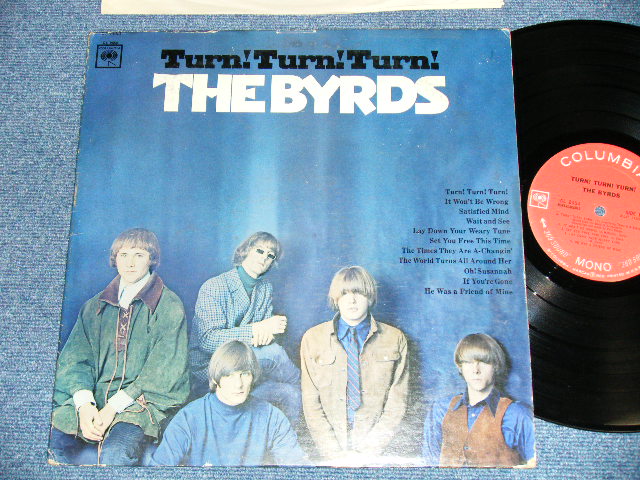 Turn! Turn! Turn!
THE BYRDS
Turn! Turn! Turn!
It Won't Be Wrong
Satisfied Mind
Wait and See
Lay Down Your Weary Tune
Set You Free This Time
The Times They Are A-Changin'
The World Turns All Around Her
Oh! Susannah
If You're Gone
He Was a Friend of Mine
COLUMBIA
TURN! TURN! TURN!
THE BYRDS
MONO